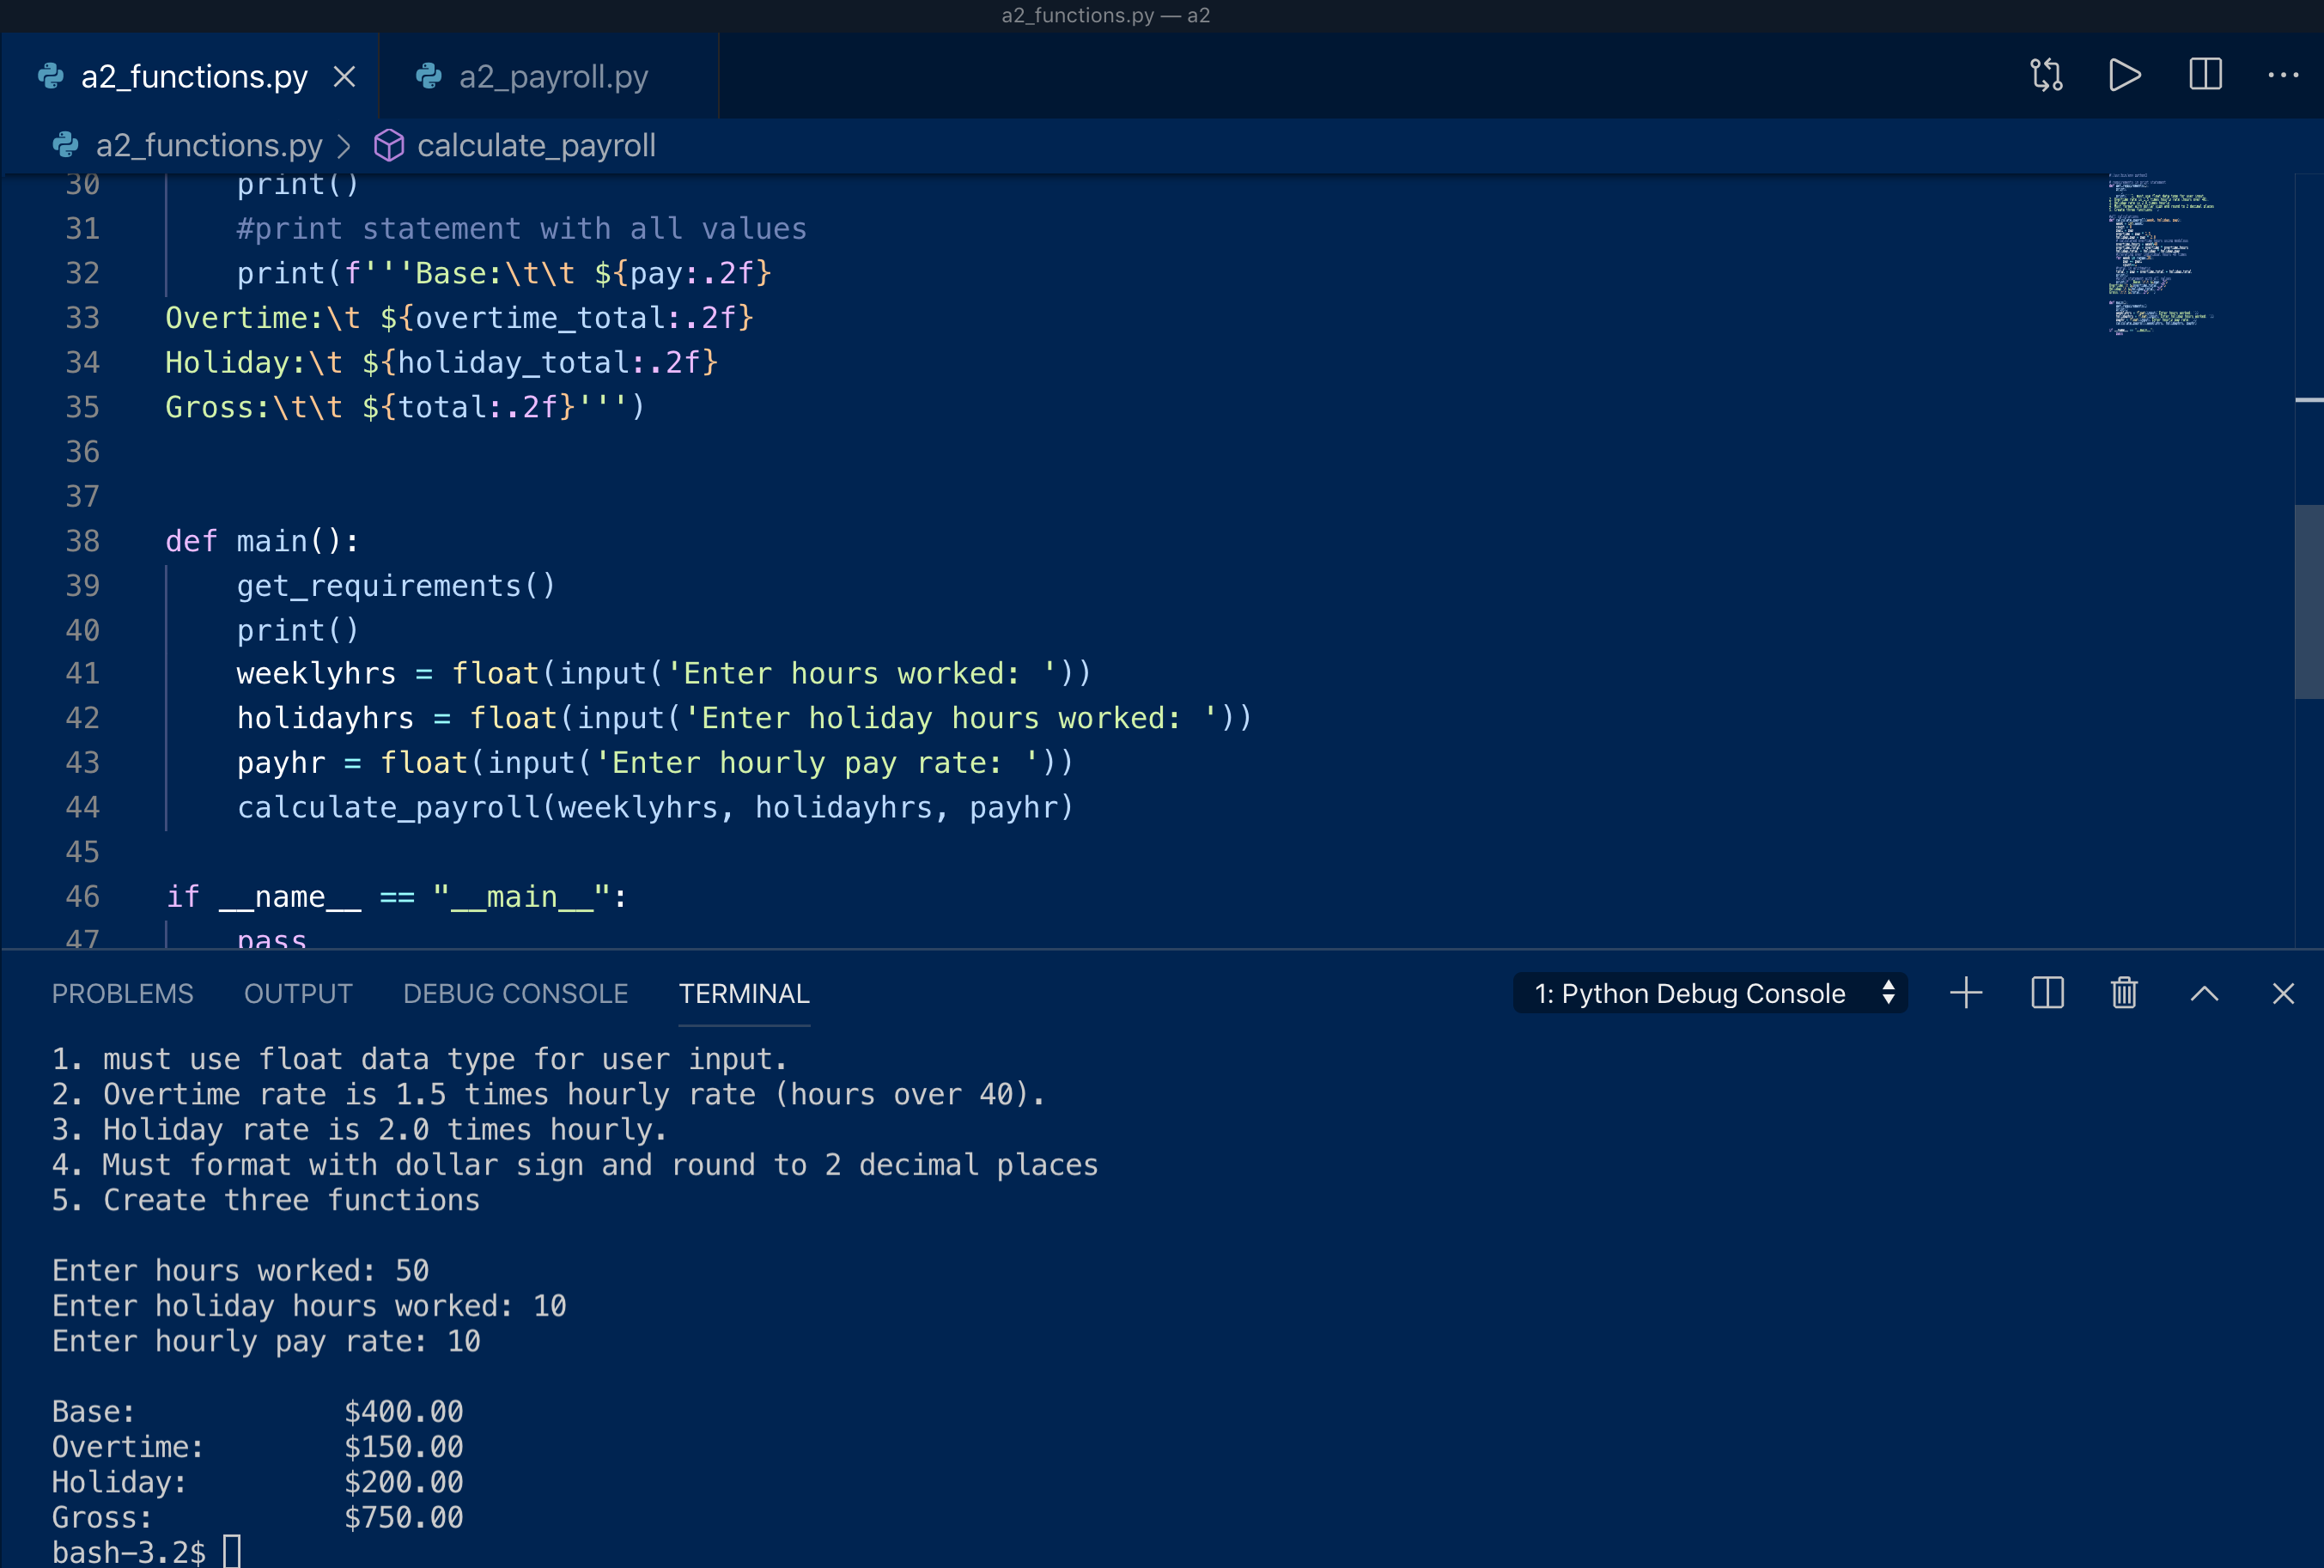 a2_functions.py — a2
a2_functions.py
a2_payroll.py
a2_functions.py > calculate_payroll
30 print()
31 #print statement with all values
32 print(f'''Base:\t\t ${pay:.2f}
33 Overtime:\t ${overtime_total:.2f}
34 Holiday:\t ${holiday_total:.2f}
35 Gross:\t\t ${total:.2f}''')
36
37
38 def main():
39 get_requirements()
40 print()
41 weeklyhrs = float(input('Enter hours worked: '))
42 holidayhrs = float(input('Enter holiday hours worked: '))
43 payhr = float(input('Enter hourly pay rate: '))
44 calculate_payroll(weeklyhrs, holidayhrs, payhr)
45
46 if __name__ == "__main__":
47 pass
PROBLEMS OUTPUT DEBUG CONSOLE TERMINAL 1: Python Debug Console
1. must use float data type for user input.
2. Overtime rate is 1.5 times hourly rate (hours over 40).
3. Holiday rate is 2.0 times hourly.
4. Must format with dollar sign and round to 2 decimal places
5. Create three functions
Enter hours worked: 50
Enter holiday hours worked: 10
Enter hourly pay rate: 10
Base: $400.00
Overtime: $150.00
Holiday: $200.00
Gross: $750.00
bash-3.2$